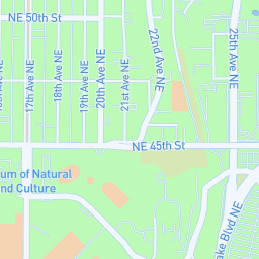 NE 50th St
17th Ave NE
18th Ave NE
19th Ave NE
20th Ave NE
21st Ave NE
22nd Ave NE
25th Ave NE
NE 45th St
um of Natural
nd Culture
ake Blvd NE